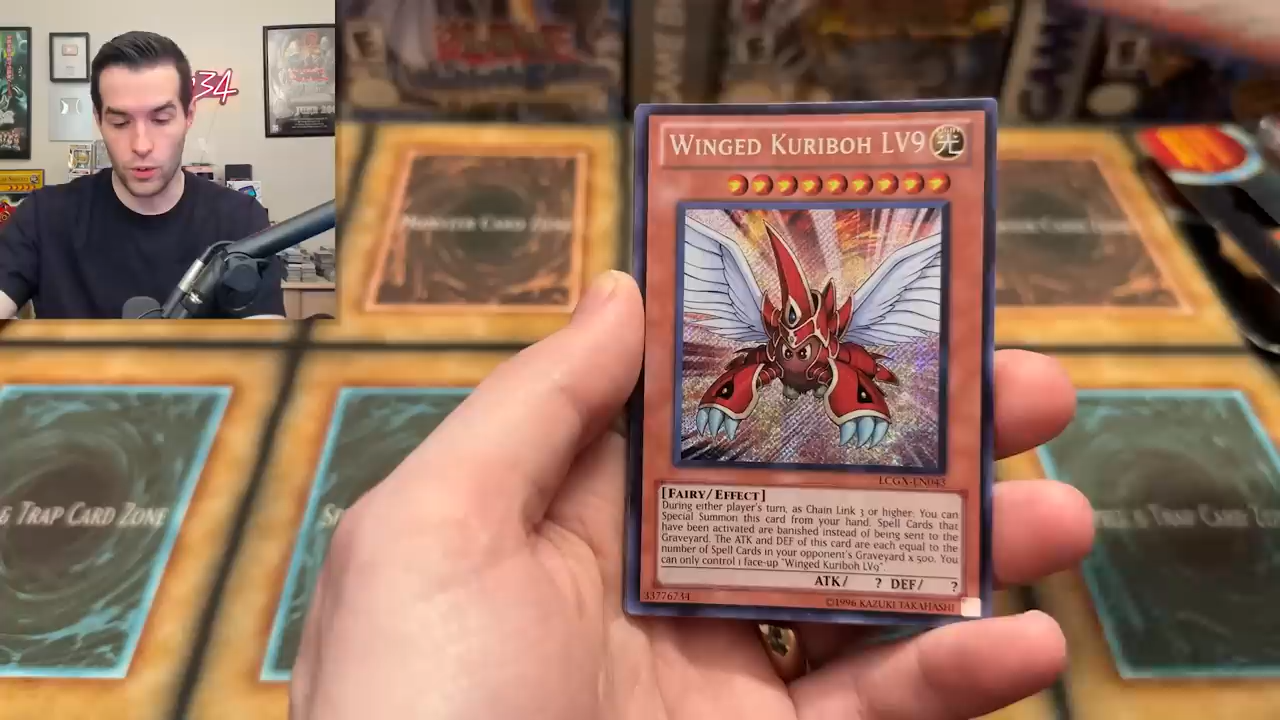 34
MONSTER CARD ZONE
WINGED KURIBOH LV9
光
LCGX-EN043
[FAIRY/EFFECT]
During either player's turn, as Chain Link 3 or higher: You can
Special Summon this card from your hand. Spell Cards that
have been activated are banished instead of being sent to the
Graveyard. The ATK and DEF of this card are each equal to the
number of Spell Cards in your opponent's Graveyard x 500. You
can only control 1 face-up "Winged Kuriboh LV9".
ATK/ ? DEF/ ?
33776734
©1996 KAZUKI TAKAHASHI
TRAP CARD ZONE